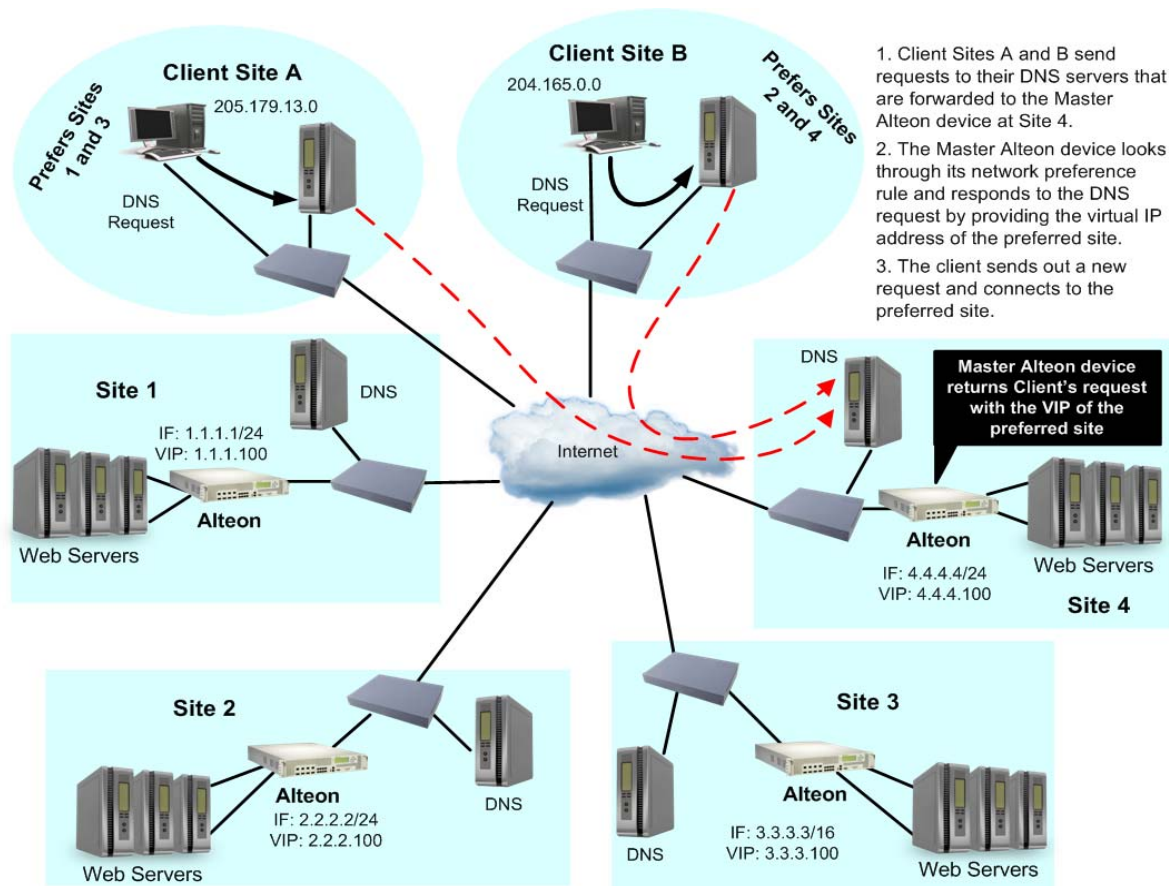 Client Site A
205.179.13.0
Prefers Sites
1 and 3
DNS
Request
Client Site B
204.165.0.0
Prefers Sites
2 and 4
DNS
Request
1. Client Sites A and B send
requests to their DNS servers that
are forwarded to the Master
Alteon device at Site 4.
2. The Master Alteon device looks
through its network preference
rule and responds to the DNS
request by providing the virtual IP
address of the preferred site.
3. The client sends out a new
request and connects to the
preferred site.
Site 1
DNS
IF: 1.1.1.1/24
VIP: 1.1.1.100
Alteon
Web Servers
Internet
DNS
Master Alteon device
returns Client's request
with the VIP of the
preferred site
Alteon
IF: 4.4.4.4/24
VIP: 4.4.4.100
Web Servers
Site 4
Site 2
Alteon
IF: 2.2.2.2/24
VIP: 2.2.2.100
DNS
Web Servers
Site 3
Alteon
IF: 3.3.3.3/16
VIP: 3.3.3.100
DNS
Web Servers